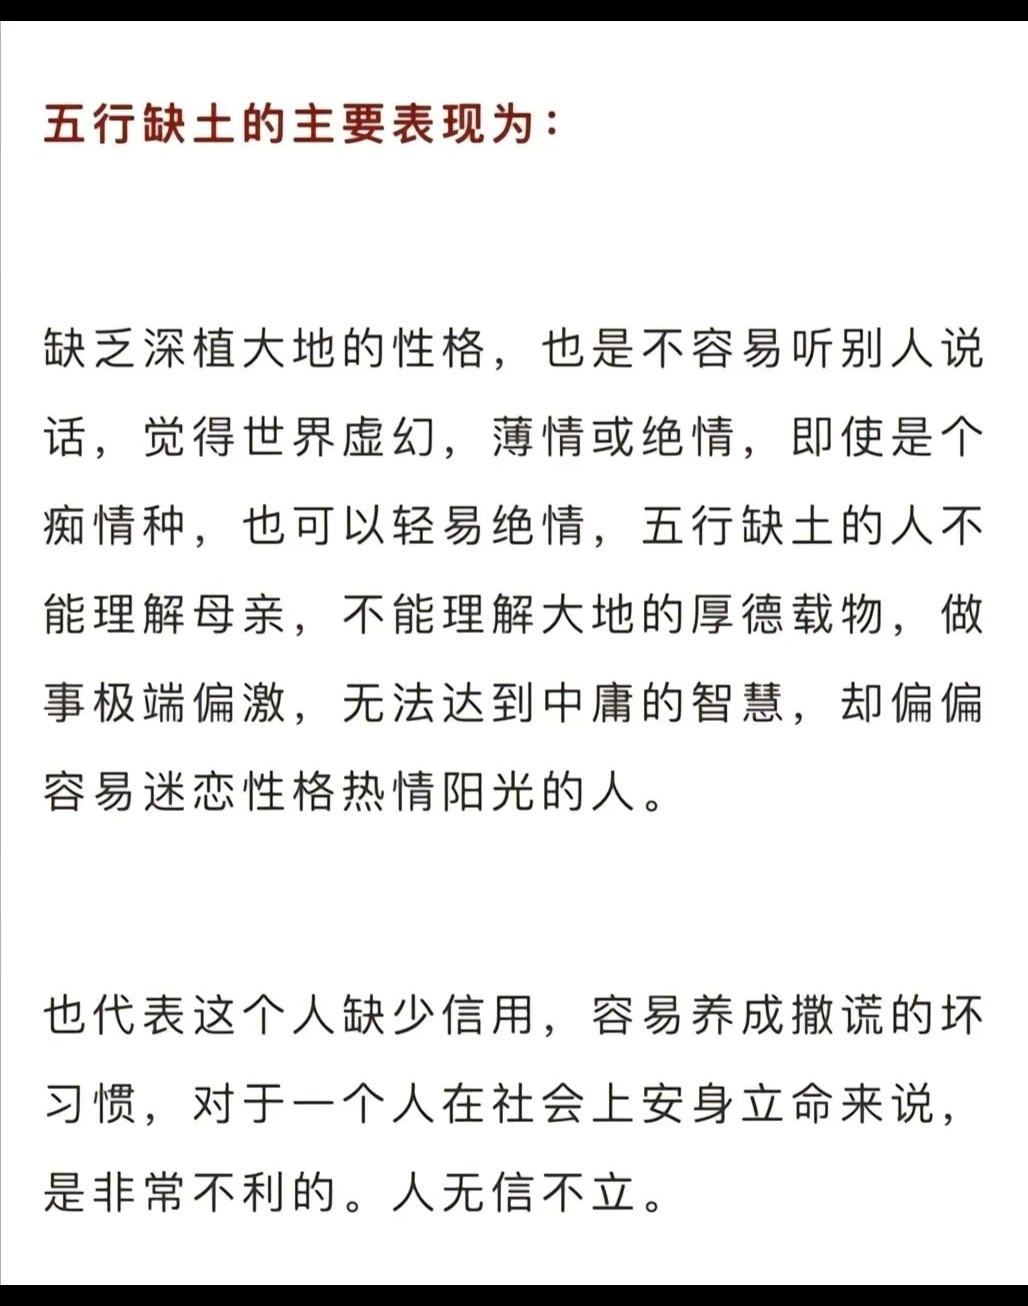 五行缺土的主要表现为：
缺乏深植大地的性格，也是不容易听别人说
话，觉得世界虚幻，薄情或绝情，即使是个
痴情种，也可以轻易绝情，五行缺土的人不
能理解母亲，不能理解大地的厚德载物，做
事极端偏激，无法达到中庸的智慧，却偏偏
容易迷恋性格热情阳光的人。
也代表这个人缺少信用，容易养成撒谎的坏
习惯，对于一个人在社会上安身立命来说，
是非常不利的。人无信不立。